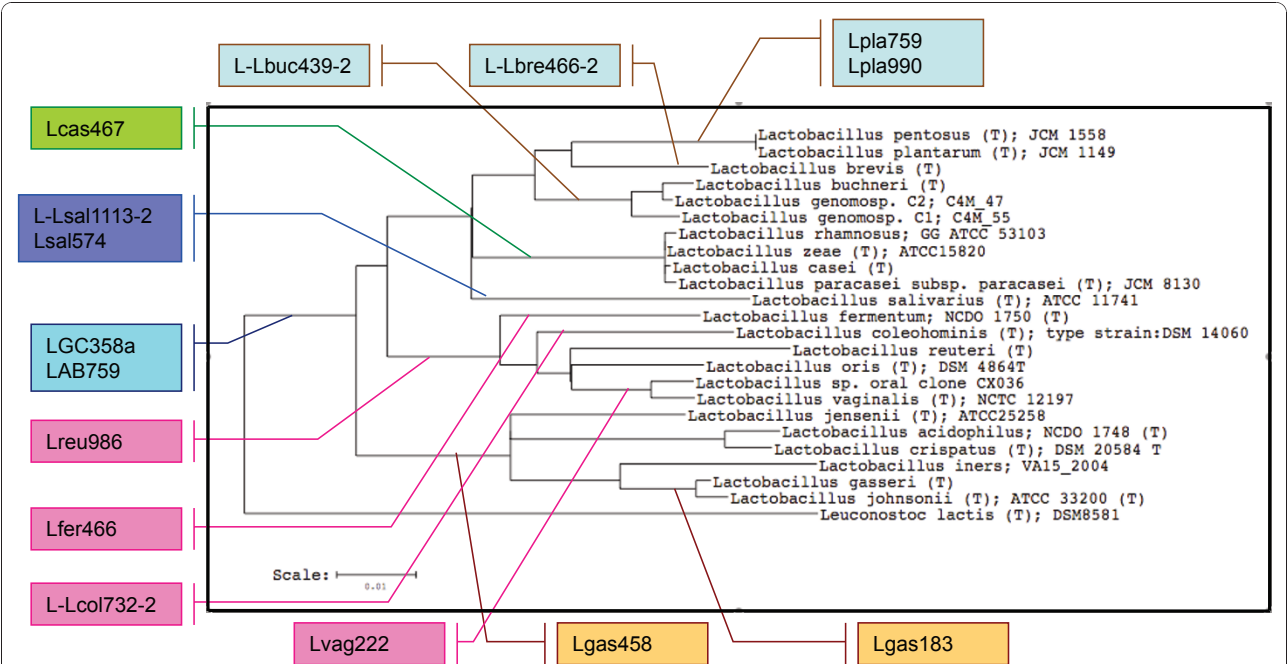 Lpla759
Lpla990
L-Lbuc439-2
L-Lbre466-2
Lcas467
L-Lsal1113-2
Lsal574
LGC358a
LAB759
Lreu986
Lfer466
L-Lcol732-2
Lvag222
Lgas458
Lgas183
Lactobacillus pentosus (T); JCM 1558
Lactobacillus plantarum (T); JCM 1149
Lactobacillus brevis (T)
Lactobacillus buchneri (T)
Lactobacillus genomosp. C2; C4M_47
Lactobacillus genomosp. C1; C4M_55
Lactobacillus rhamnosus; GG ATCC 53103
Lactobacillus zeae (T); ATCC15820
Lactobacillus casei (T)
Lactobacillus paracasei subsp. paracasei (T); JCM 8130
Lactobacillus salivarius (T); ATCC 11741
Lactobacillus fermentum; NCDO 1750 (T)
Lactobacillus coleohominis (T); type strain:DSM 14060
Lactobacillus reuteri (T)
Lactobacillus oris (T); DSM 4864T
Lactobacillus sp. oral clone CX036
Lactobacillus vaginalis (T); NCTC 12197
Lactobacillus jensenii (T); ATCC25258
Lactobacillus acidophilus; NCDO 1748 (T)
Lactobacillus crispatus (T); DSM 20584 T
Lactobacillus iners; VA15_2004
Lactobacillus gasseri (T)
Lactobacillus johnsonii (T); ATCC 33200 (T)
Leuconostoc lactis (T); DSM8581
Scale:
0.01